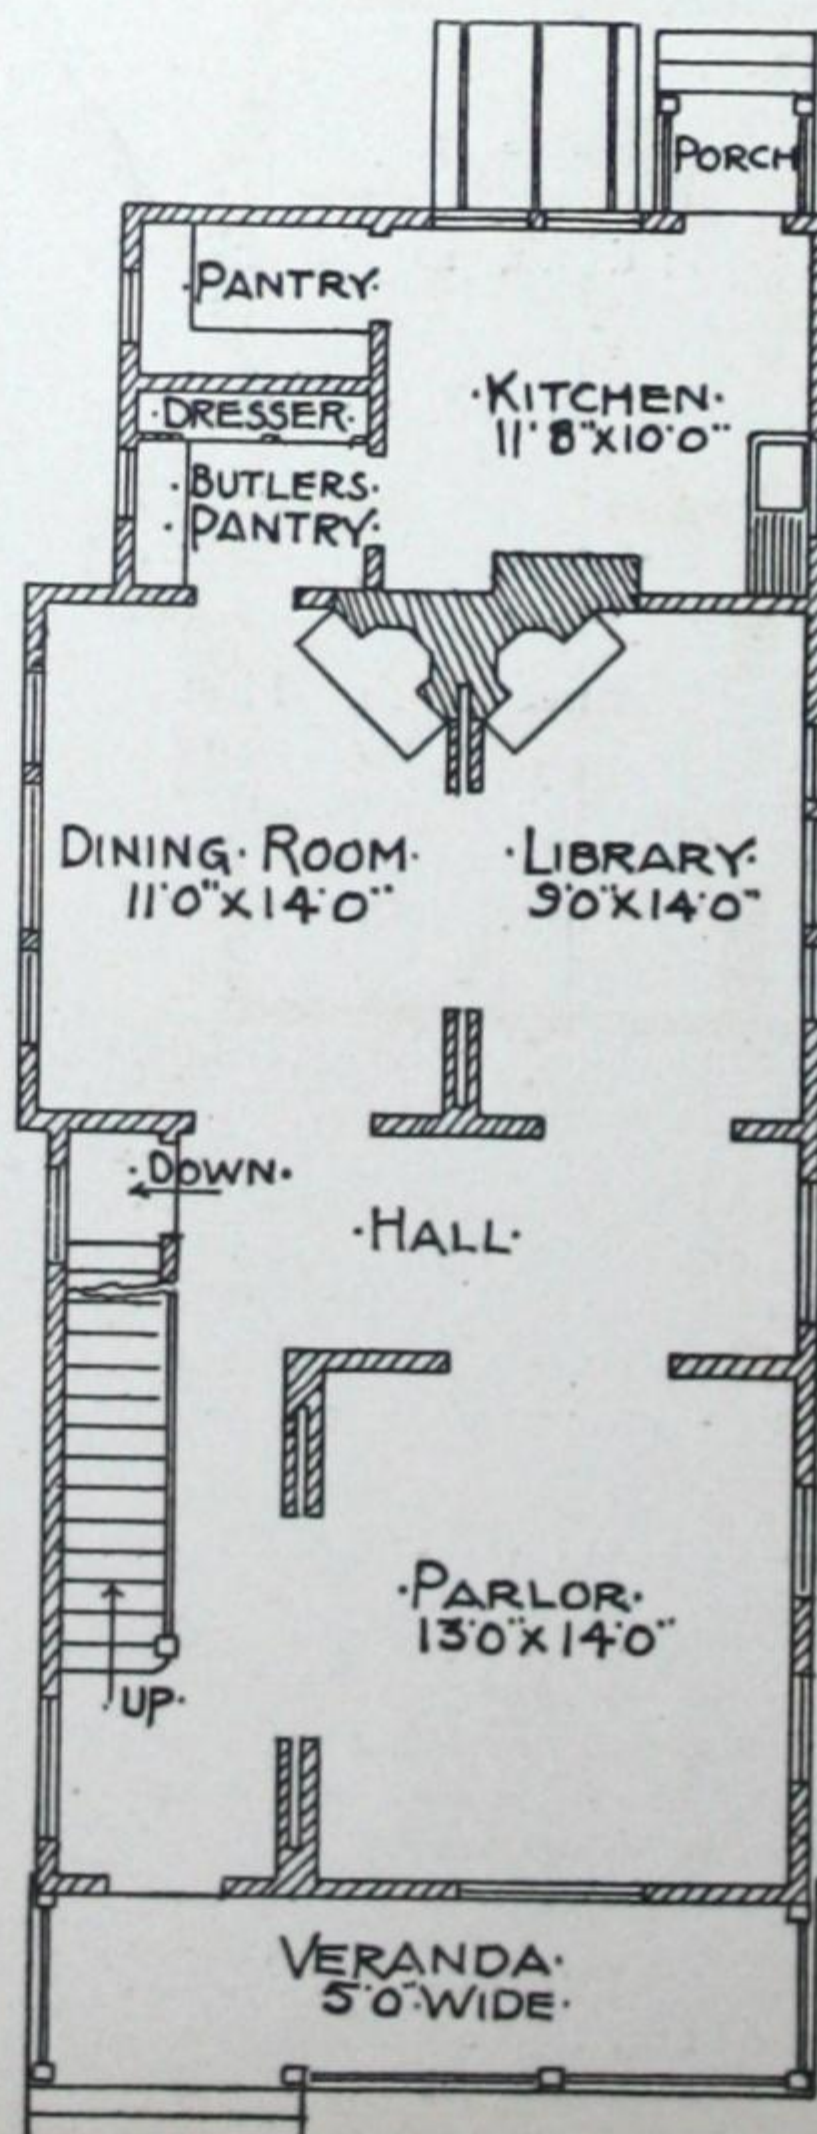 PORCH
·PANTRY·
·KITCHEN·
11'8"X10'0"
·DRESSER·
·BUTLERS·
·PANTRY·
DINING· ROOM·
11'0"X14'0"
·LIBRARY·
9'0"X14'0"
·DOWN·
·HALL·
·PARLOR·
13'0"X14'0"
·UP·
VERANDA·
5'0"·WIDE·